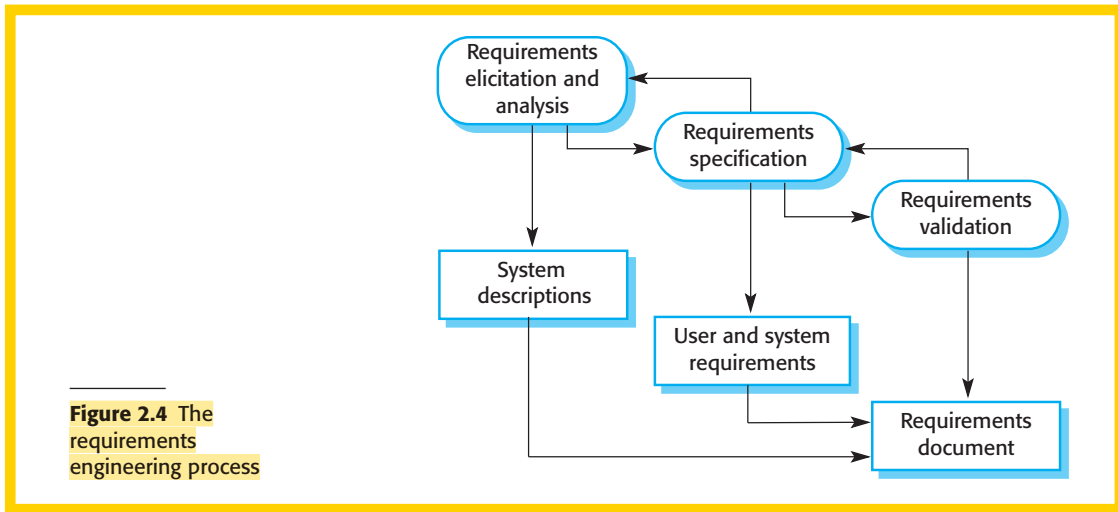 Requirements
elicitation and
analysis
Requirements
specification
Requirements
validation
System
descriptions
User and system
requirements
Requirements
document
Figure 2.4 The
requirements
engineering process